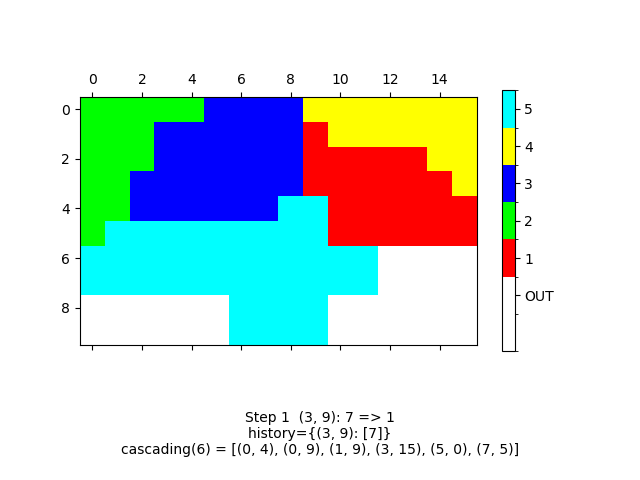 0 2 4 6 8 10 12 14
0
2
4
6
8
5
4
3
2
1
OUT
Step 1  (3, 9): 7 => 1
history={(3, 9): [7]}
cascading(6) = [(0, 4), (0, 9), (1, 9), (3, 15), (5, 0), (7, 5)]